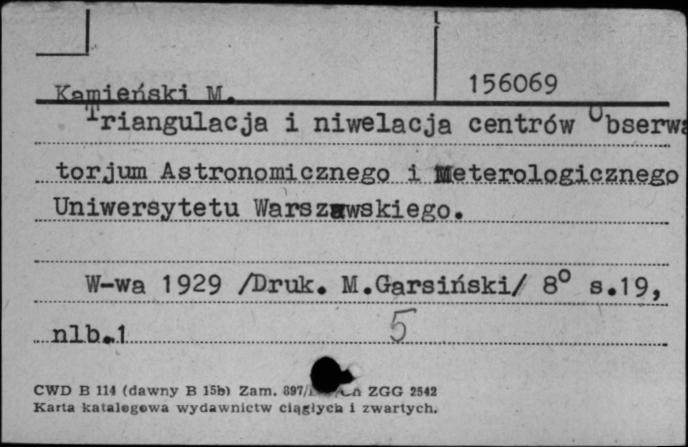 Kamieński M.
156069
Triangulacja i niwelacja centrów Obserwa
torjum Astronomicznego i Meterologicznego
Uniwersytetu Warszawskiego.
W-wa 1929 /Druk. M.Garsiński/ 8° s.19,
nlb.1
5
CWD B 114 (dawny B 15b) Zam. ZGG 2542
Karta katalogowa wydawnictw ciągłych i zwartych.